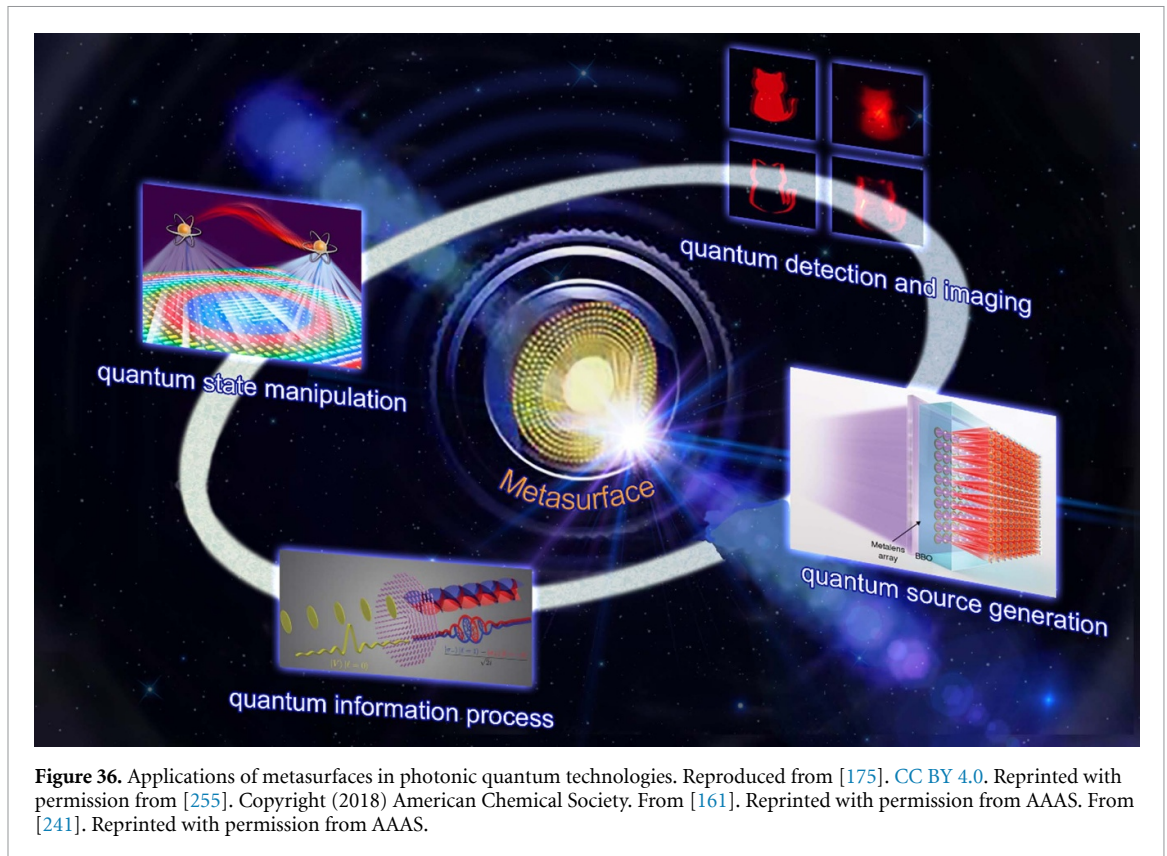 quantum detection and imaging
quantum state manipulation
Metasurface
Metalens
array
BBO
quantum source generation
quantum information process
Figure 36. Applications of metasurfaces in photonic quantum technologies. Reproduced from [175]. CC BY 4.0. Reprinted with
permission from [255]. Copyright (2018) American Chemical Society. From [161]. Reprinted with permission from AAAS. From
[241]. Reprinted with permission from AAAS.